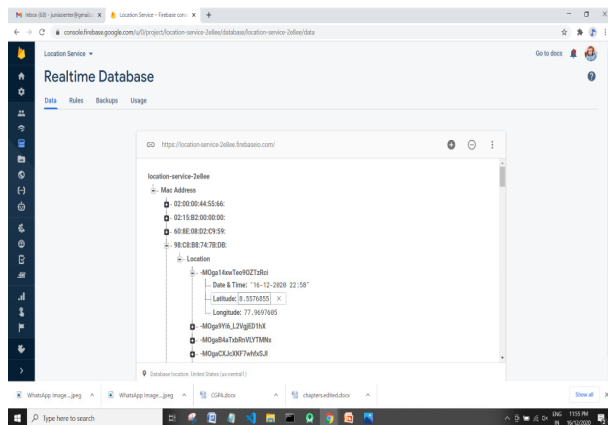 Inbox (63) - juniascenter@gmail.c
Location Service – Firebase cons
console.firebase.google.com/u/0/project/location-service-2e8ee/database/location-service-2e8ee/data
Location Service
Go to docs
Realtime Database
Data Rules Backups Usage
https://location-service-2e8ee.firebaseio.com/
location-service-2e8ee
Mac Address
02:00:00:44:55:66:
02:15:B2:00:00:00:
60:8E:08:D2:C9:59:
98:C8:B8:74:7B:DB:
Location
-MOga14xwTeo9OZTzRci
Date & Time: "16-12-2020 22:58"
Latitude: 8.5576855
Longitude: 77.9697605
-MOga9Yi6_L2VgjED1hX
-MOgaB4aTxbRnVLYTMNx
-MOgaCXJcXKF7whfxSJI
Database location: United States (us-central1)
WhatsApp Image...jpeg
WhatsApp Image...jpeg
CGPA.docx
chapters.edited.docx
Show all
Type here to search
ENG
IN
11:55 PM
16/12/2020